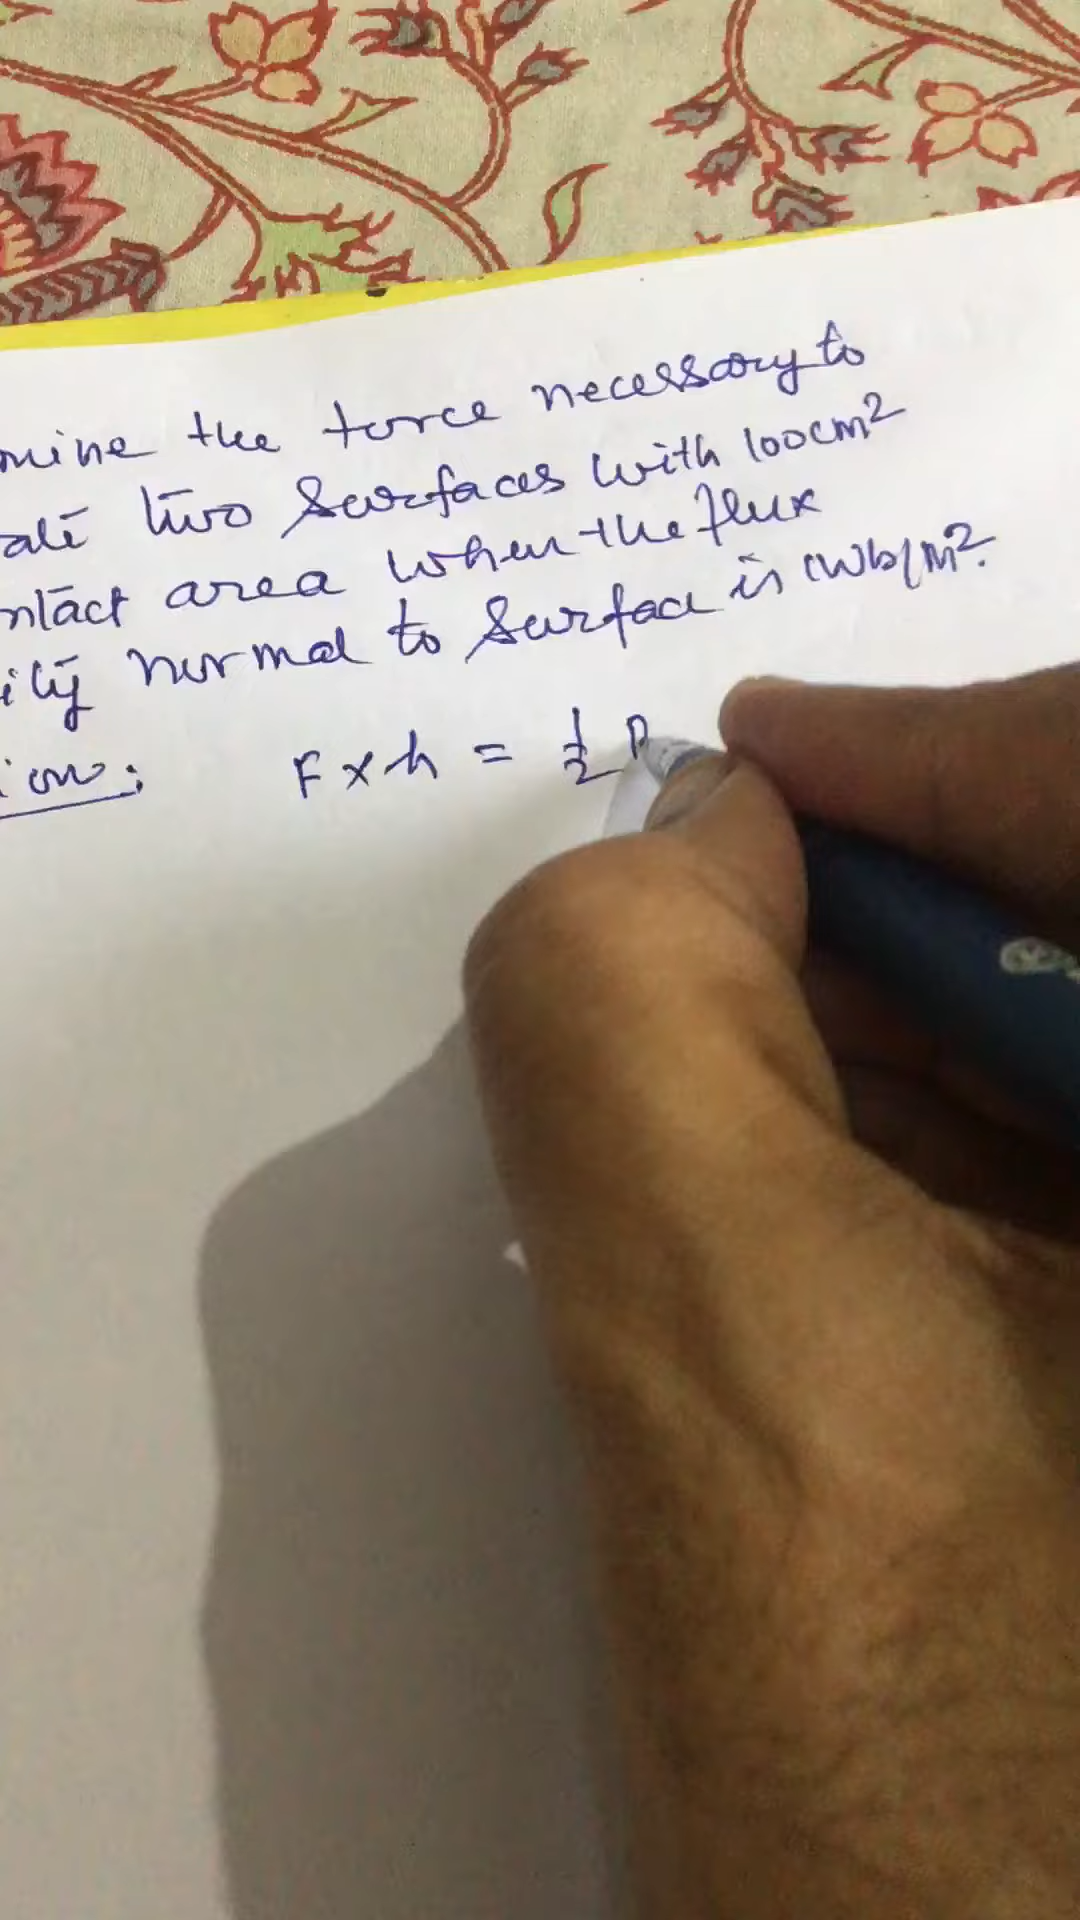 mine the force necessary to
ate two Surfaces with 100cm²
ntact area when the flux
ity normal to Surface is 1Wb/m².
ion: F x h = 1/2 B